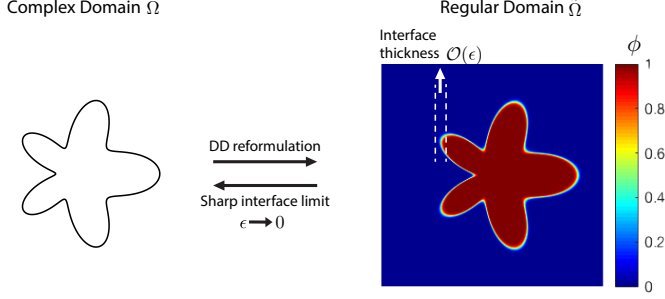 Complex Domain Ω
Regular Domain Ω̂
Interface
thickness 𝒪(ϵ)
ϕ
1
0.8
0.6
0.4
0.2
0
DD reformulation
Sharp interface limit
ϵ → 0